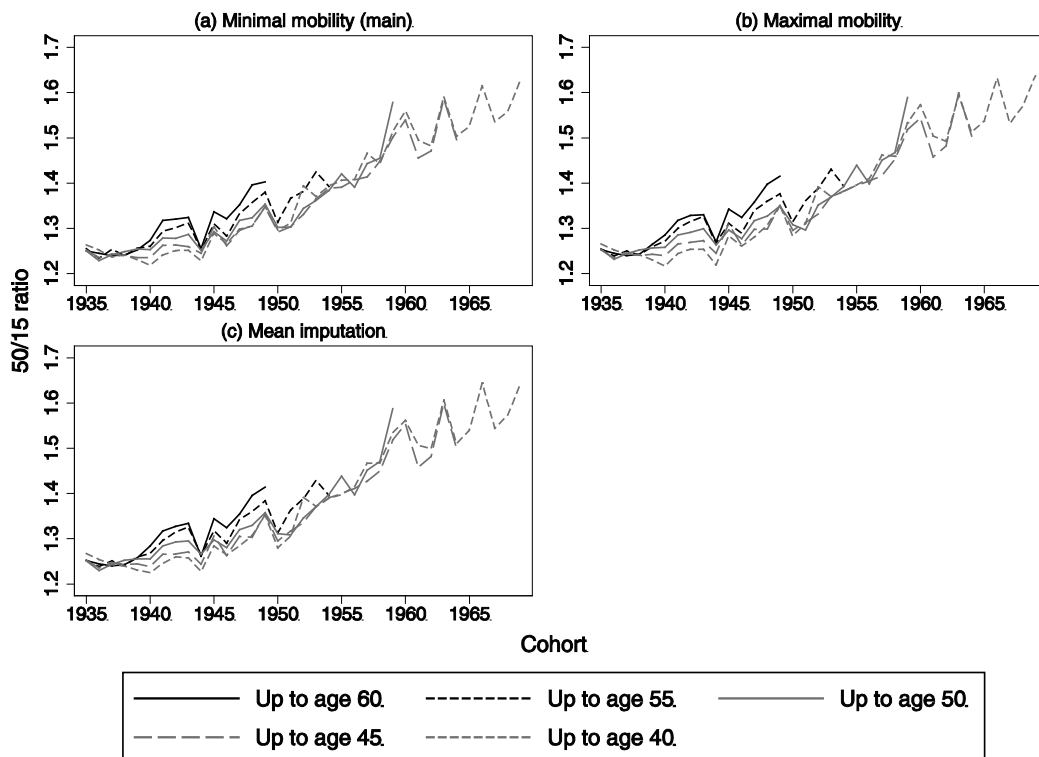 (a) Minimal mobility (main).
(b) Maximal mobility.
1.7
1.6
1.5
1.4
1.3
1.2
1935. 1940. 1945. 1950. 1955. 1960. 1965.
1.7
1.6
1.5
1.4
1.3
1.2
1935. 1940. 1945. 1950. 1955. 1960. 1965.
50/15 ratio
(c) Mean imputation.
1.7
1.6
1.5
1.4
1.3
1.2
1935. 1940. 1945. 1950. 1955. 1960. 1965.
Cohort
Up to age 60. Up to age 55. Up to age 50.
Up to age 45. Up to age 40.